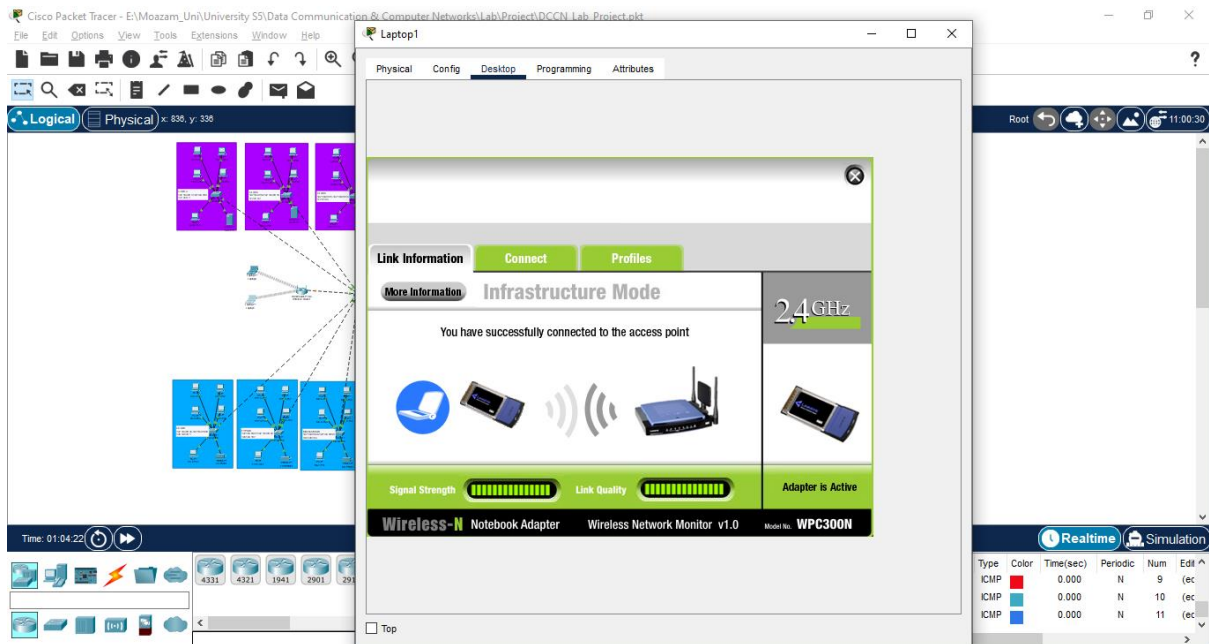 Cisco Packet Tracer - E:\Moazam_Uni\University S5\Data Communication & Computer Networks\Lab\Project\DCCN_Lab_Project.pkt
File Edit Options View Tools Extensions Window Help
Laptop1
Physical Config Desktop Programming Attributes
?
Logical Physical x: 836, y: 336
Root 11:00:30
Link Information Connect Profiles
More Information Infrastructure Mode
2.4GHz
You have successfully connected to the access point
Signal Strength Link Quality Adapter is Active
Wireless-N Notebook Adapter Wireless Network Monitor v1.0 Model No. WPC300N
Time: 01:04:22
Realtime Simulation
4331 4321 1941 2901 291
Type Color Time(sec) Periodic Num Edit
ICMP 0.000 N 9 (ec
ICMP 0.000 N 10 (ec
ICMP 0.000 N 11 (ec
Top